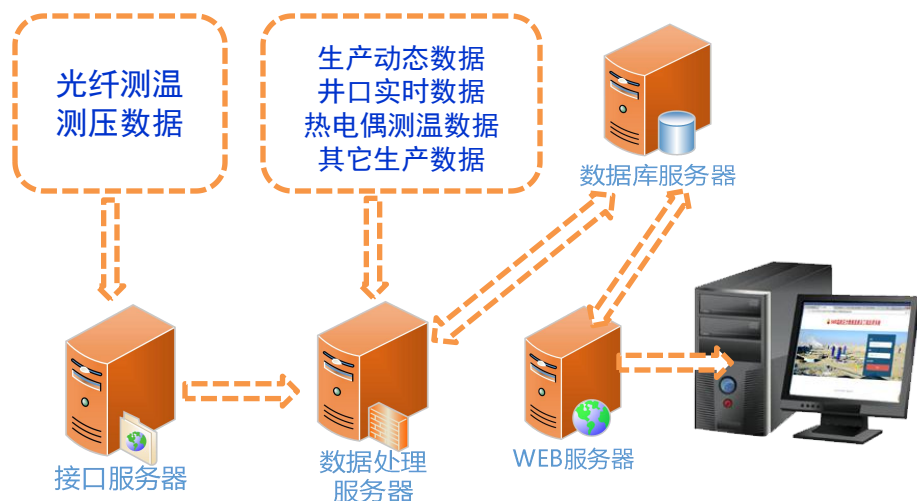 光纤测温
测压数据
生产动态数据
井口实时数据
热电偶测温数据
其它生产数据
数据库服务器
接口服务器
数据处理
服务器
WEB服务器